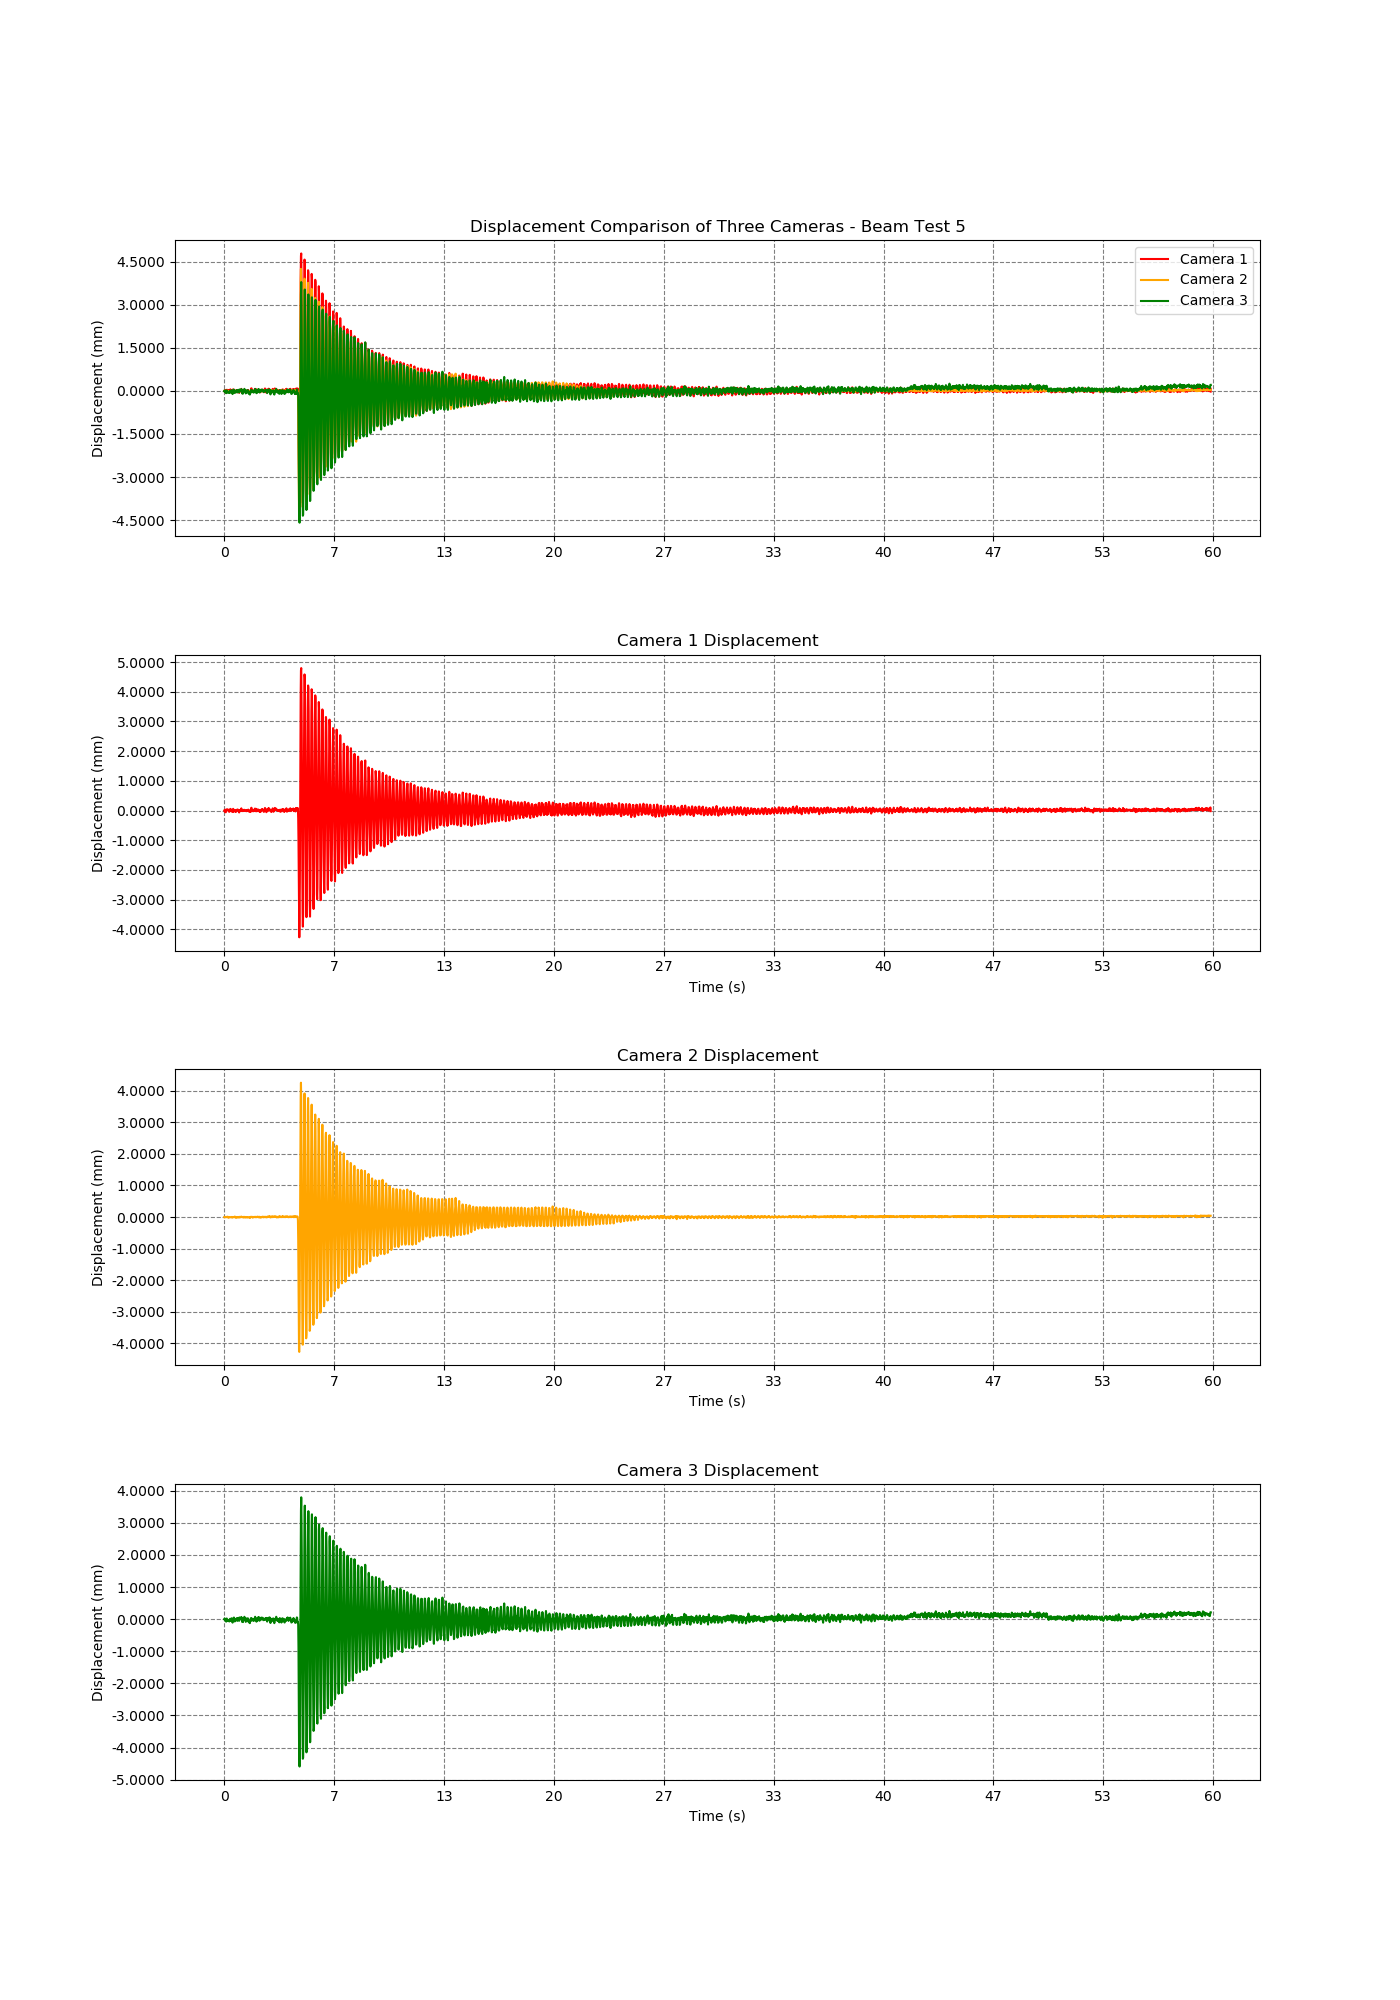 Displacement Comparison of Three Cameras - Beam Test 5
Displacement (mm)
4.5000
3.0000
1.5000
0.0000
-1.5000
-3.0000
-4.5000
Camera 1
Camera 2
Camera 3
0 7 13 20 27 33 40 47 53 60
Camera 1 Displacement
Displacement (mm)
5.0000
4.0000
3.0000
2.0000
1.0000
0.0000
-1.0000
-2.0000
-3.0000
-4.0000
0 7 13 20 27 33 40 47 53 60
Time (s)
Camera 2 Displacement
Displacement (mm)
4.0000
3.0000
2.0000
1.0000
0.0000
-1.0000
-2.0000
-3.0000
-4.0000
0 7 13 20 27 33 40 47 53 60
Time (s)
Camera 3 Displacement
Displacement (mm)
4.0000
3.0000
2.0000
1.0000
0.0000
-1.0000
-2.0000
-3.0000
-4.0000
-5.0000
0 7 13 20 27 33 40 47 53 60
Time (s)